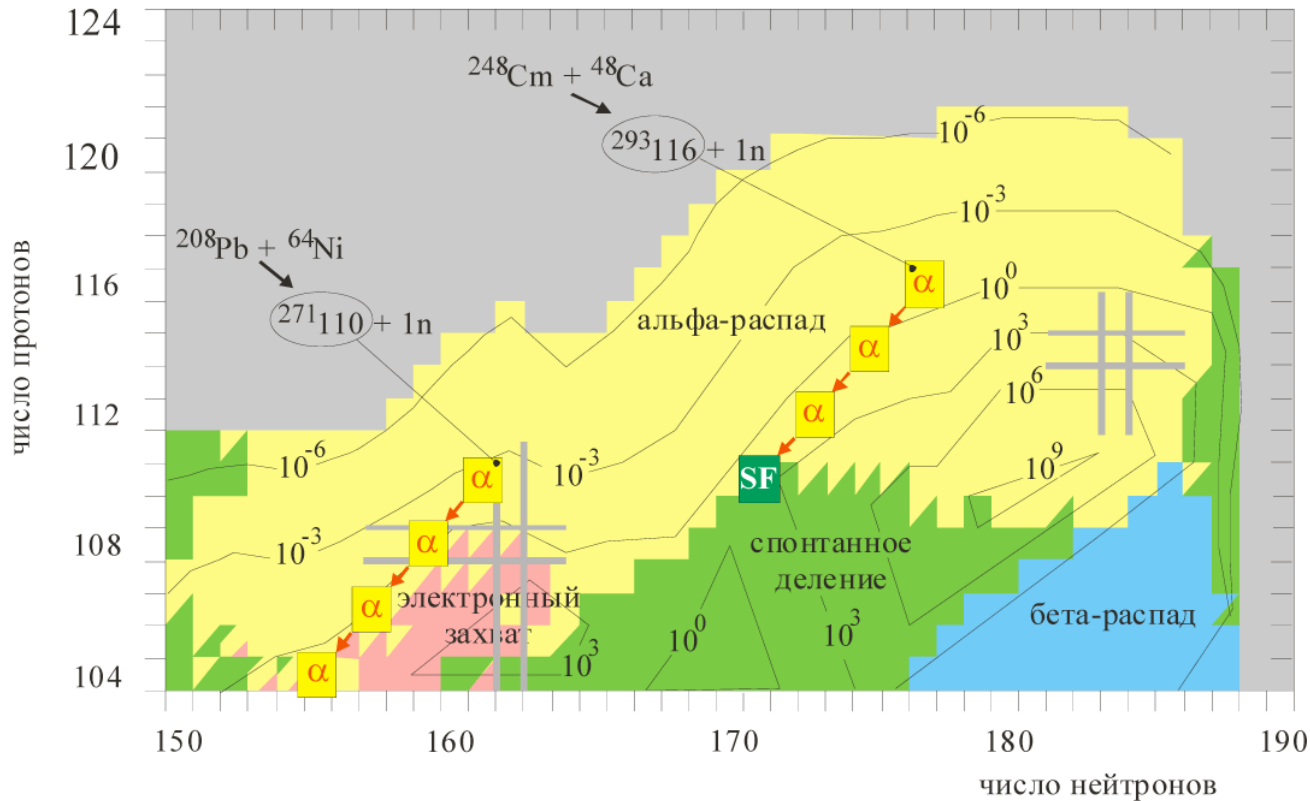 124
120
116
112
108
104
число протонов
²⁴⁸Cm + ⁴⁸Ca
²⁹³116 + 1n
²⁰⁸Pb + ⁶⁴Ni
²⁷¹110 + 1n
10⁻⁶
10⁻³
10⁰
10³
10⁶
10⁹
альфа-распад
α
α
α
SF
10⁻⁶
10⁻³
10⁻³
α
α
α
α
электронный
захват
10³
спонтанное
деление
10⁰
10³
бета-распад
150
160
170
180
190
число нейтронов